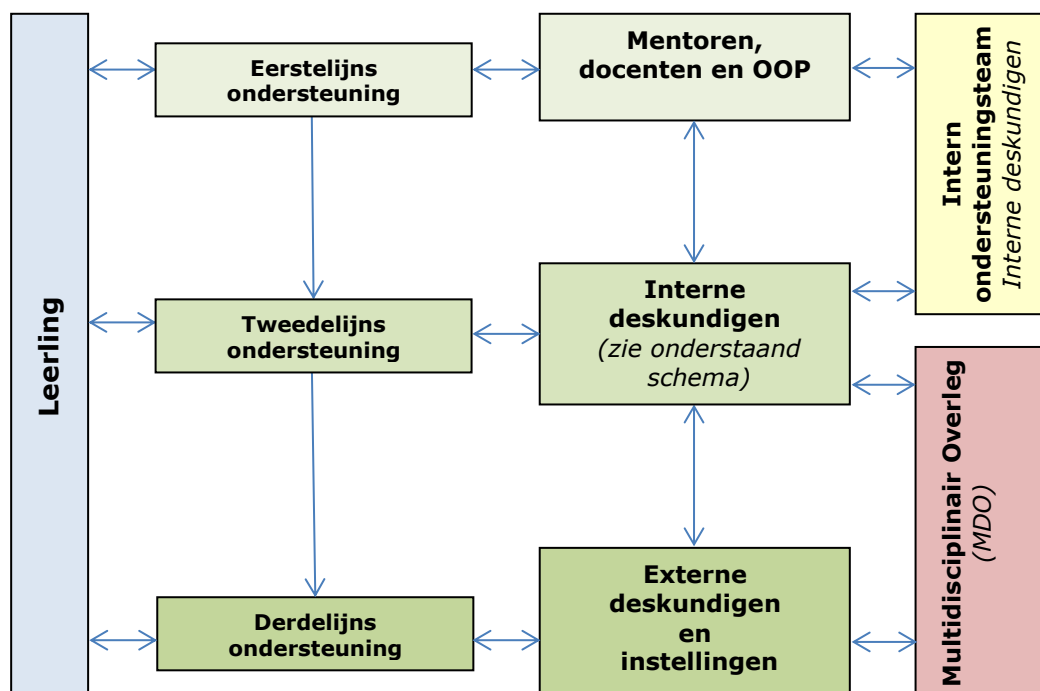 Leerling
Eerstelijns
ondersteuning
Mentoren,
docenten en OOP
Intern
ondersteuningsteam
Interne deskundigen
Tweedelijns
ondersteuning
Interne
deskundigen
(zie onderstaand
schema)
Multidisciplinair Overleg
(MDO)
Derdelijns
ondersteuning
Externe
deskundigen
en
instellingen